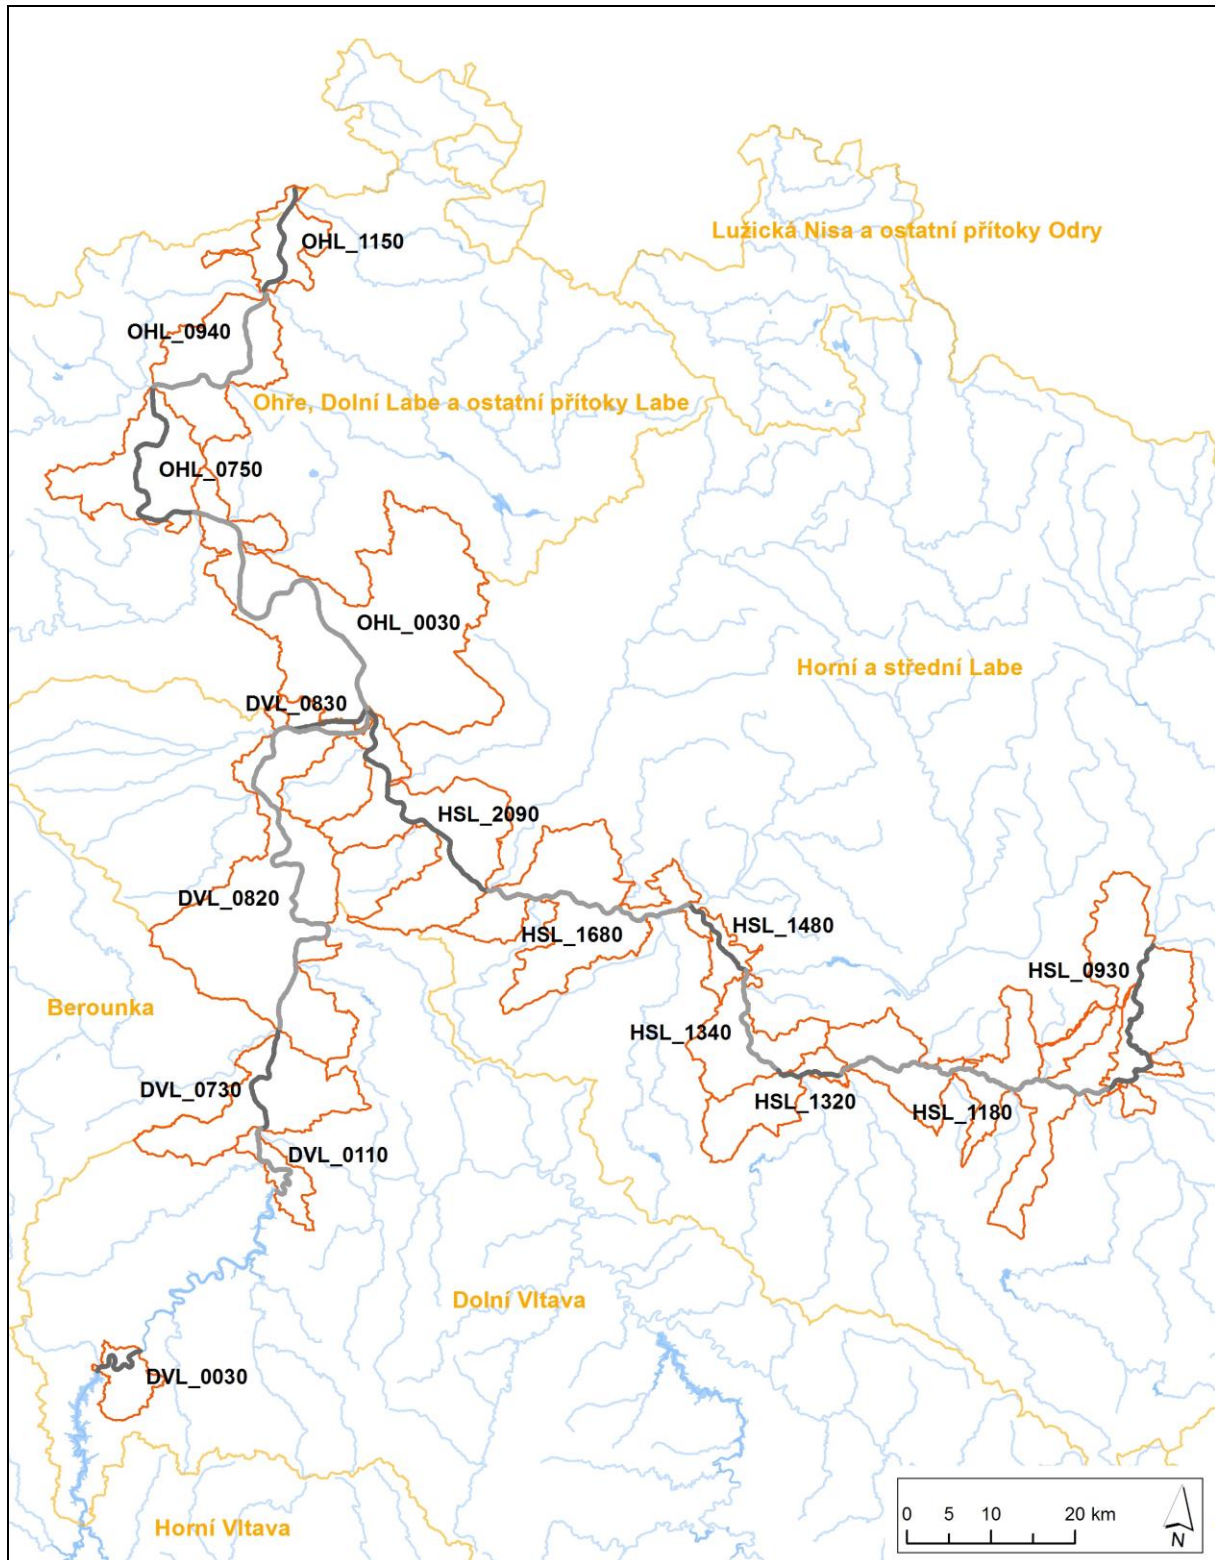 Lužická Nisa a ostatní přítoky Odry
OHL_1150
OHL_0940
Ohře, Dolní Labe a ostatní přítoky Labe
OHL_0750
OHL_0030
Horní a střední Labe
DVL_0830
HSL_2090
DVL_0820
HSL_1680
HSL_1480
HSL_0930
Berounka
HSL_1340
DVL_0730
HSL_1320
HSL_1180
DVL_0110
Dolní Vltava
DVL_0030
Horní Vltava
0 5 10 20 km
N